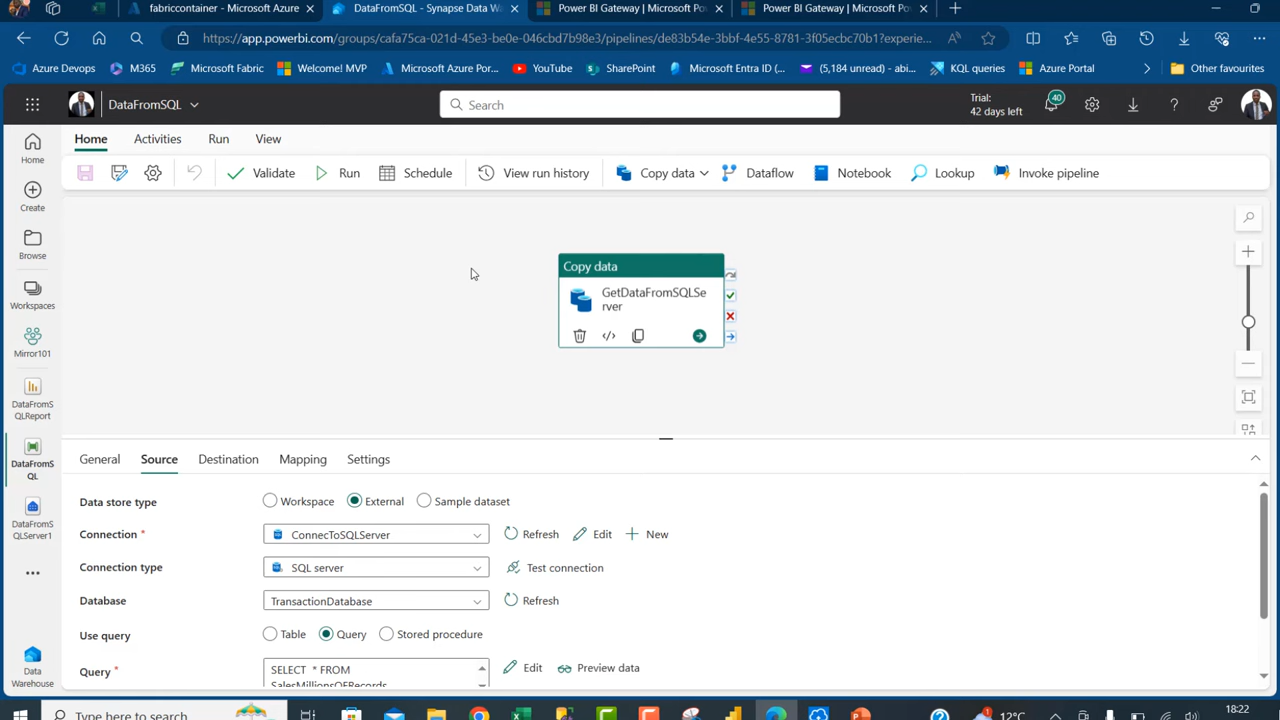 fabriccontainer - Microsoft Azure
DataFromSQL - Synapse Data Wa
Power BI Gateway | Microsoft Po
Power BI Gateway | Microsoft Po
https://app.powerbi.com/groups/cafa75ca-021d-45e3-be0e-046cbd7b98e3/pipelines/de83b54e-3bbf-4e55-8781-3f05ecbc70b1?experie...
Azure Devops
M365
Microsoft Fabric
Welcome! MVP
Microsoft Azure Por...
YouTube
SharePoint
Microsoft Entra ID (...
(5,184 unread) - abi...
KQL queries
Azure Portal
Other favourites
DataFromSQL
Search
Trial:
42 days left
40
Home
Activities
Run
View
Validate
Run
Schedule
View run history
Copy data
Dataflow
Notebook
Lookup
Invoke pipeline
Home
Create
Browse
Workspaces
Mirror101
DataFromS
QLReport
DataFromS
QL
DataFromS
QLServer1
Data
Warehouse
Copy data
GetDataFromSQLSe
rver
General
Source
Destination
Mapping
Settings
Data store type
Workspace
External
Sample dataset
Connection *
ConnecToSQLServer
Refresh
Edit
New
Connection type
SQL server
Test connection
Database
TransactionDatabase
Refresh
Use query
Table
Query
Stored procedure
Query *
SELECT * FROM
SalesMillionsOFRecords
Edit
Preview data
Type here to search
12°C
18:22